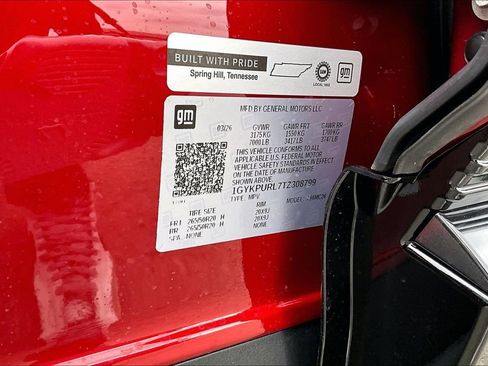 BUILT WITH PRIDE
Spring Hill, Tennessee
LOCAL 1853
gm
gm
MFD BY GENERAL MOTORS LLC
03/26 GVWR GAWR FRT GAWR RR
3175 KG 1550 KG 1700 KG
7000 LB 3417 LB 3747 LB
THIS VEHICLE CONFORMS TO ALL
APPLICABLE U.S. FEDERAL MOTOR
VEHICLE SAFETY STANDARDS IN
EFFECT ON THE DATE OF MANUFACTURE
SHOWN ABOVE.
1GYKPURL7TZ308799
TYPE: MPV
TIRE SIZE RIM
FRT 265/50R20 H 20X9J
RR 265/50R20 H 20X9J
SPA NONE NONE